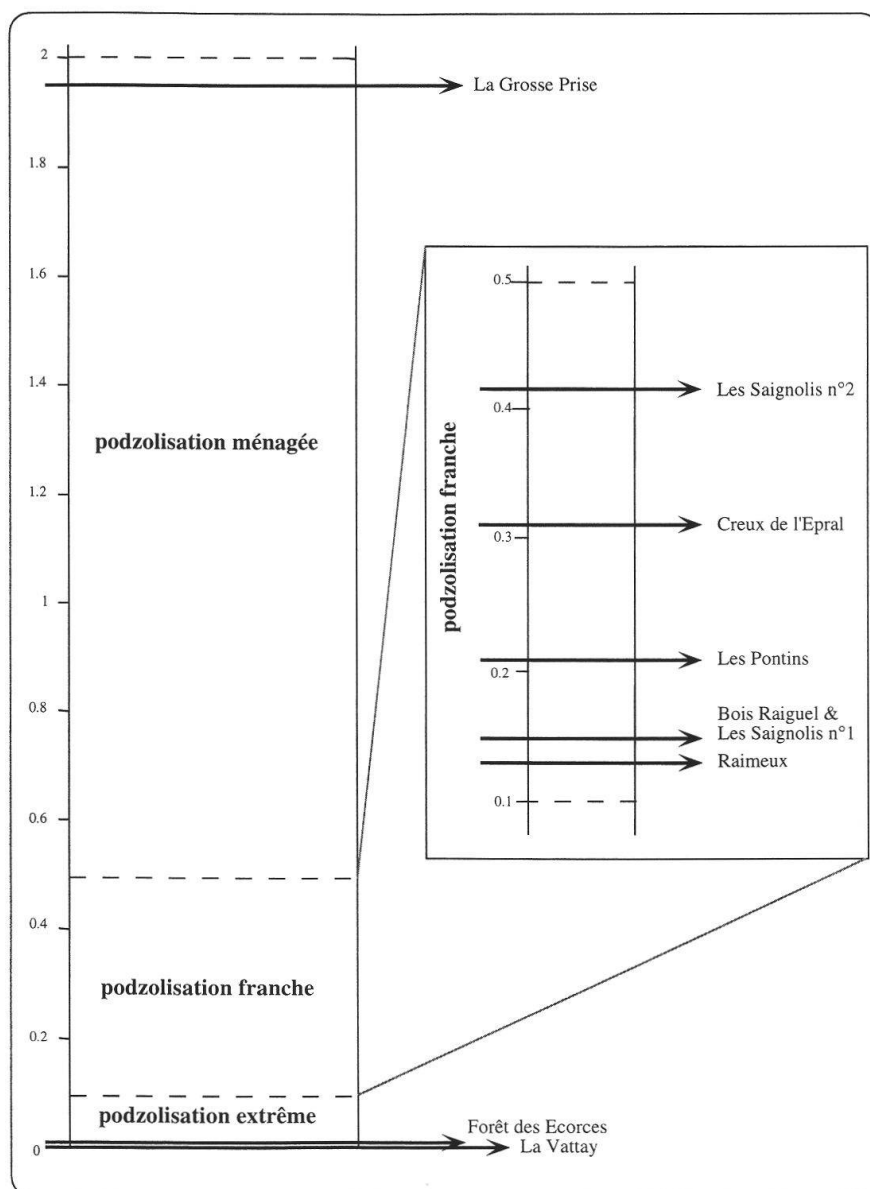 2
La Grosse Prise
1.8
1.6
1.4
podzolisation ménagée
1.2
1
0.8
0.6
0.4
podzolisation franche
0.2
podzolisation extrême
0
Forêt des Ecorces
La Vattay
podzolisation franche
0.5
Les Saignolis n°2
0.4
Creux de l'Epral
0.3
Les Pontins
0.2
Bois Raiguel &
Les Saignolis n°1
Raimeux
0.1